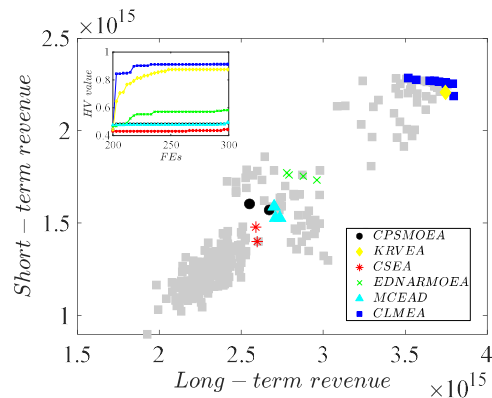 ×10^15
2.5
2
1.5
1
Short-term revenue
1
0.8
0.6
0.4
HV value
200
250
300
FEs
CPSMOEA
KRVEA
CSEA
EDNARMOEA
MCEAD
CLMEA
1.5
2
2.5
3
3.5
4
Long-term revenue
×10^15